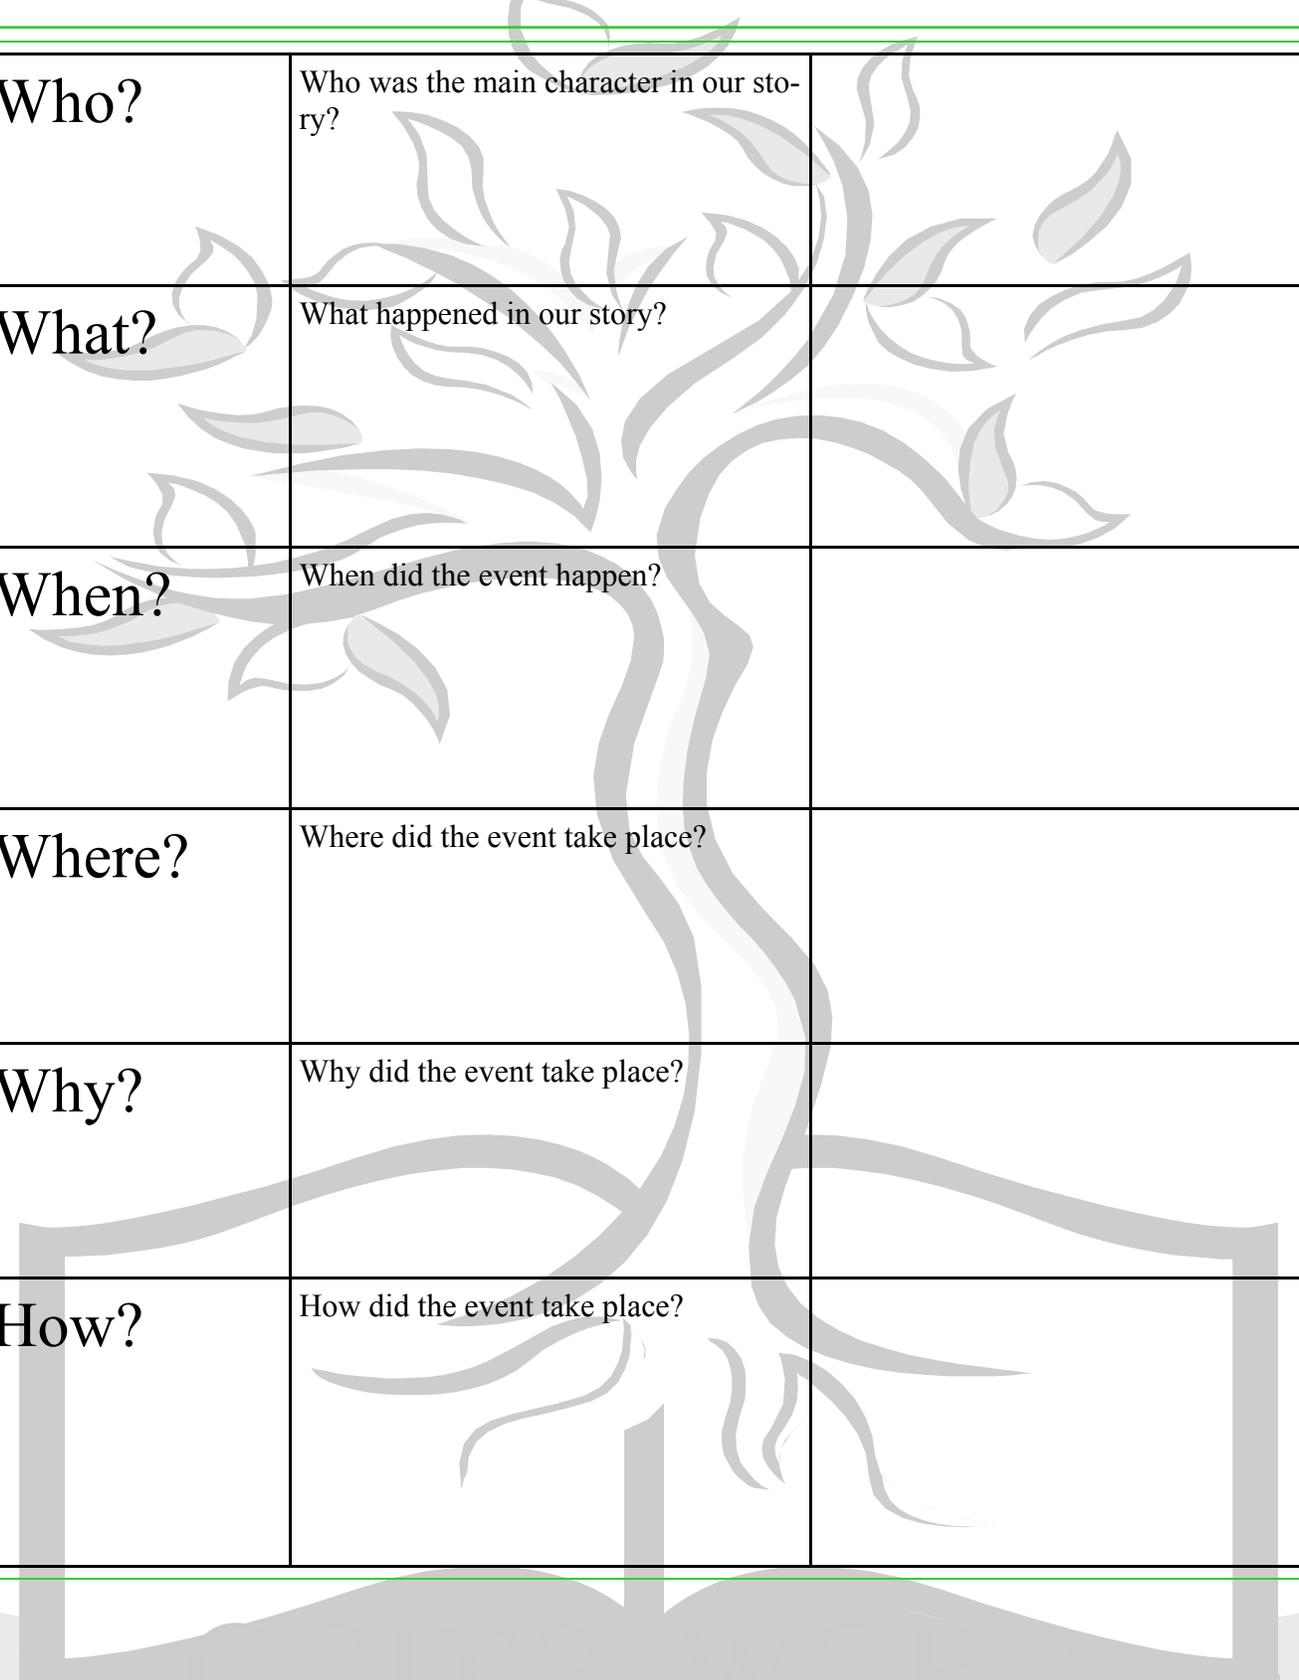 Who?
Who was the main character in our sto-
ry?
What?
What happened in our story?
When?
When did the event happen?
Where?
Where did the event take place?
Why?
Why did the event take place?
How?
How did the event take place?